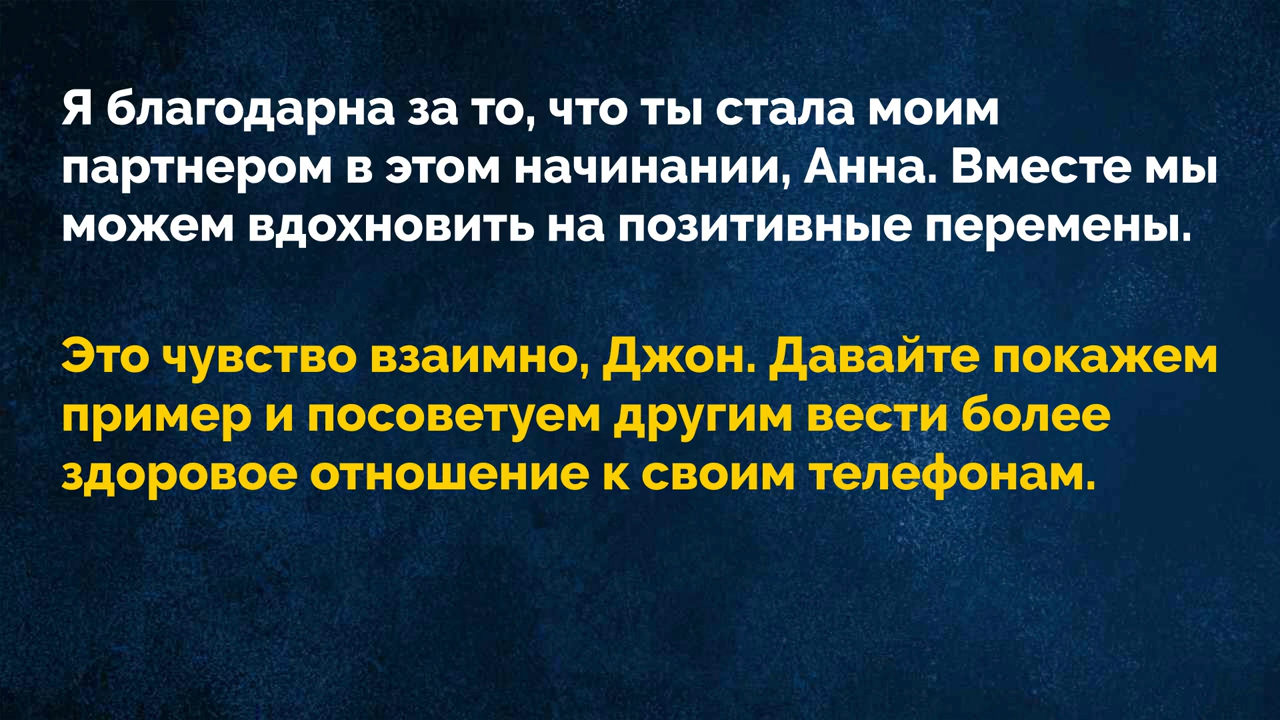 Я благодарна за то, что ты стала моим
партнером в этом начинании, Анна. Вместе мы
можем вдохновить на позитивные перемены.
Это чувство взаимно, Джон. Давайте покажем
пример и посоветуем другим вести более
здоровое отношение к своим телефонам.